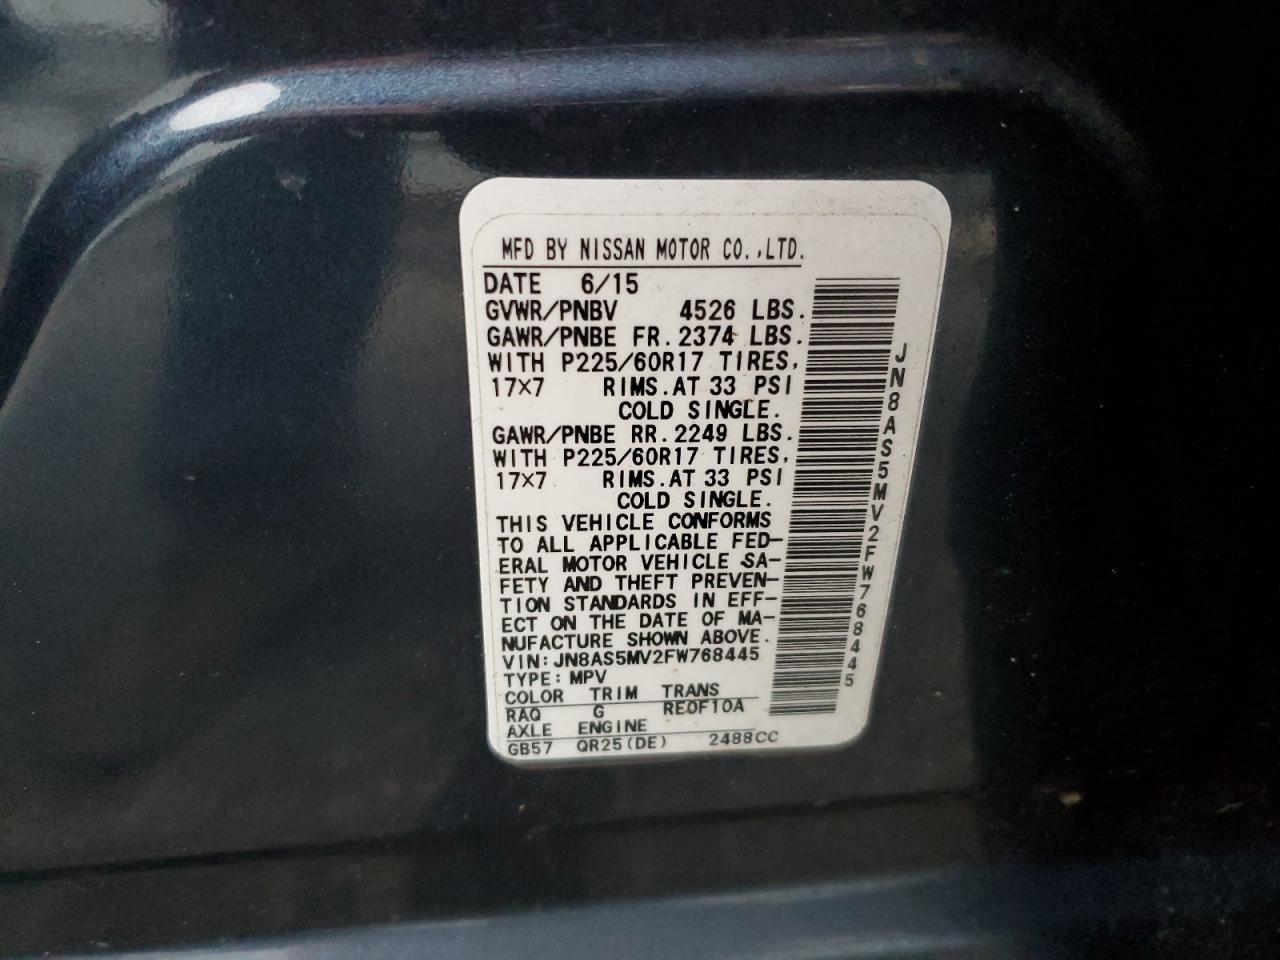 MFD BY NISSAN MOTOR CO.,LTD.
DATE 6/15
GVWR/PNBV 4526 LBS.
GAWR/PNBE FR.2374 LBS.
WITH P225/60R17 TIRES,
17×7 RIMS.AT 33 PSI
COLD SINGLE.
GAWR/PNBE RR.2249 LBS.
WITH P225/60R17 TIRES,
17×7 RIMS.AT 33 PSI
COLD SINGLE.
THIS VEHICLE CONFORMS
TO ALL APPLICABLE FED-
ERAL MOTOR VEHICLE SA-
FETY AND THEFT PREVEN-
TION STANDARDS IN EFF-
ECT ON THE DATE OF MA-
NUFACTURE SHOWN ABOVE.
VIN:JN8AS5MV2FW768445
TYPE:MPV
COLOR TRIM TRANS
RAQ G RE0F10A
AXLE ENGINE
GB57 QR25(DE) 2488CC
JN8AS5MV2FW768445